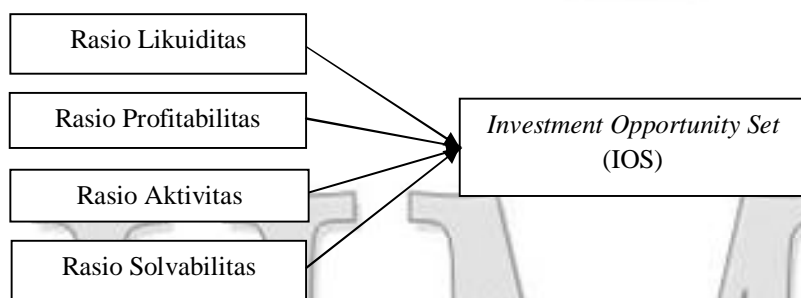 Rasio Likuiditas
Rasio Profitabilitas
Rasio Aktivitas
Rasio Solvabilitas
Investment Opportunity Set
(IOS)